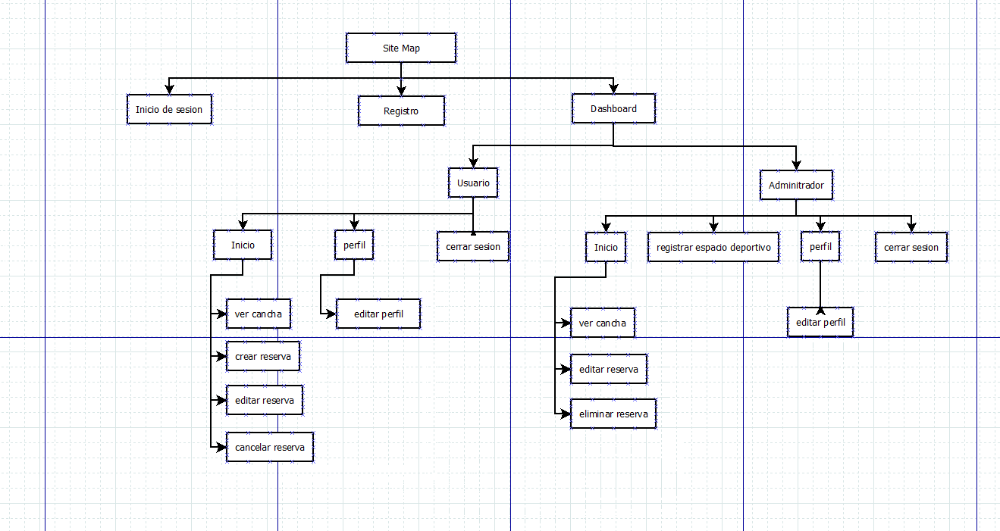 Site Map
Inicio de sesion
Registro
Dashboard
Usuario
Adminitrador
Inicio
perfil
cerrar sesion
Inicio
registrar espacio deportivo
perfil
cerrar sesion
ver cancha
editar perfil
crear reserva
editar reserva
cancelar reserva
ver cancha
editar perfil
editar reserva
eliminar reserva